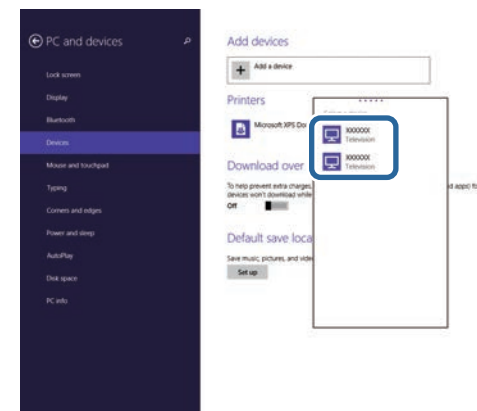 PC and devices
Lock screen
Display
Bluetooth
Devices
Mouse and touchpad
Typing
Corners and edges
Power and sleep
AutoPlay
Disk space
PC info
Add devices
Add a device
Printers
Microsoft XPS Do
XXXXXX
Television
XXXXXX
Television
Download over
To help prevent extra charges,
d apps) fo
devices won't download while
Off
Default save loca
Save music, pictures, and vide
Set up